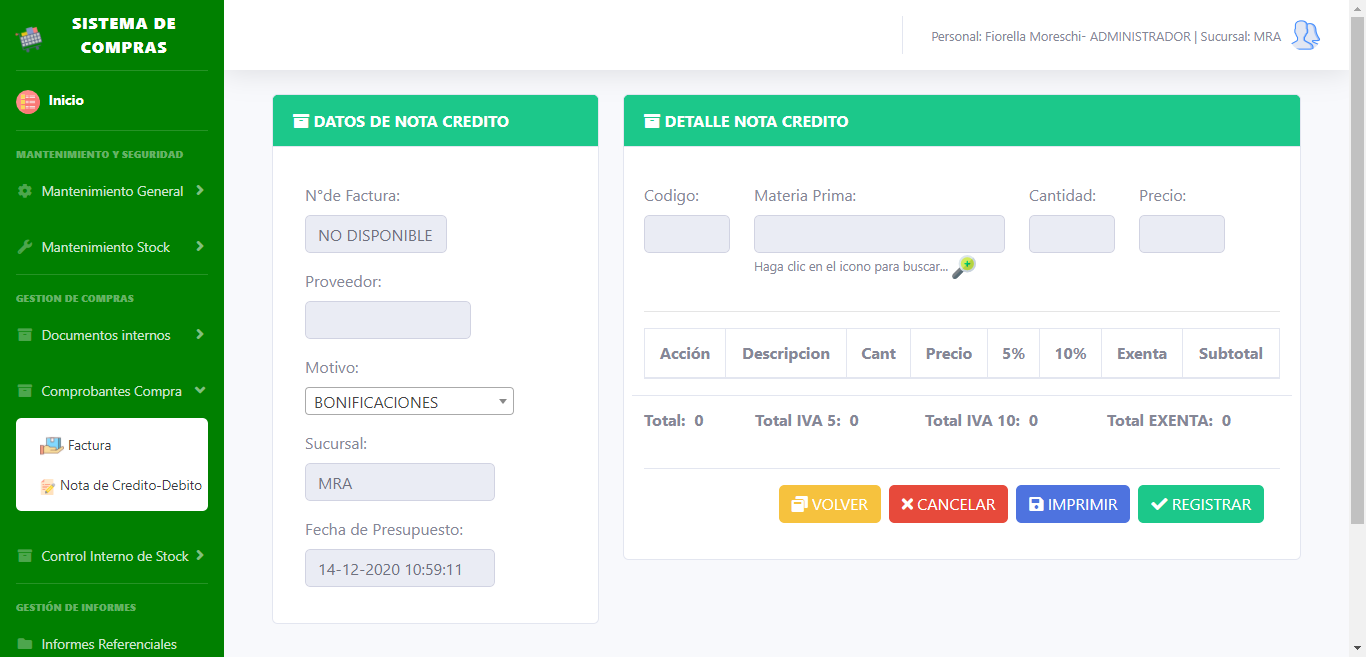 SISTEMA DE
COMPRAS
Inicio
MANTENIMIENTO Y SEGURIDAD
Mantenimiento General
Mantenimiento Stock
GESTION DE COMPRAS
Documentos internos
Comprobantes Compra
Factura
Nota de Credito-Debito
Control Interno de Stock
GESTIÓN DE INFORMES
Informes Referenciales
Personal: Fiorella Moreschi- ADMINISTRADOR | Sucursal: MRA
DATOS DE NOTA CREDITO
N°de Factura:
NO DISPONIBLE
Proveedor:
Motivo:
BONIFICACIONES
Sucursal:
MRA
Fecha de Presupuesto:
14-12-2020 10:59:11
DETALLE NOTA CREDITO
Codigo: Materia Prima: Cantidad: Precio:
Haga clic en el icono para buscar...
Acción Descripcion Cant Precio 5% 10% Exenta Subtotal
Total: 0 Total IVA 5: 0 Total IVA 10: 0 Total EXENTA: 0
VOLVER CANCELAR IMPRIMIR REGISTRAR